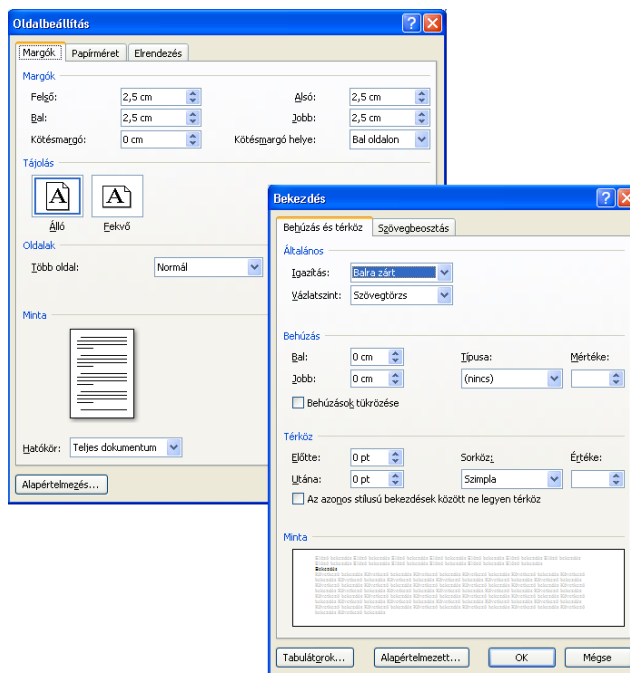 Oldalbeállítás
Margók Papírméret Elrendezés
Margók
Felső: 2,5 cm Alsó: 2,5 cm
Bal: 2,5 cm Jobb: 2,5 cm
Kötésmargó: 0 cm Kötésmargó helye: Bal oldalon
Tájolás
A A
Álló Fekvő
Oldalak
Több oldal: Normál
Minta
Hatókör: Teljes dokumentum
Alapértelmezés...
Bekezdés
Behúzás és térköz Szövegbeosztás
Általános
Igazítás: Balra zárt
Vázlatszint: Szövegtörzs
Behúzás
Bal: 0 cm Típusa: Mértéke:
Jobb: 0 cm (nincs)
Behúzások tükrözése
Térköz
Előtte: 0 pt Sorköz: Értéke:
Utána: 0 pt Szimpla
Az azonos stílusú bekezdések között ne legyen térköz
Minta
Tabulátorok... Alapértelmezett... OK Mégse